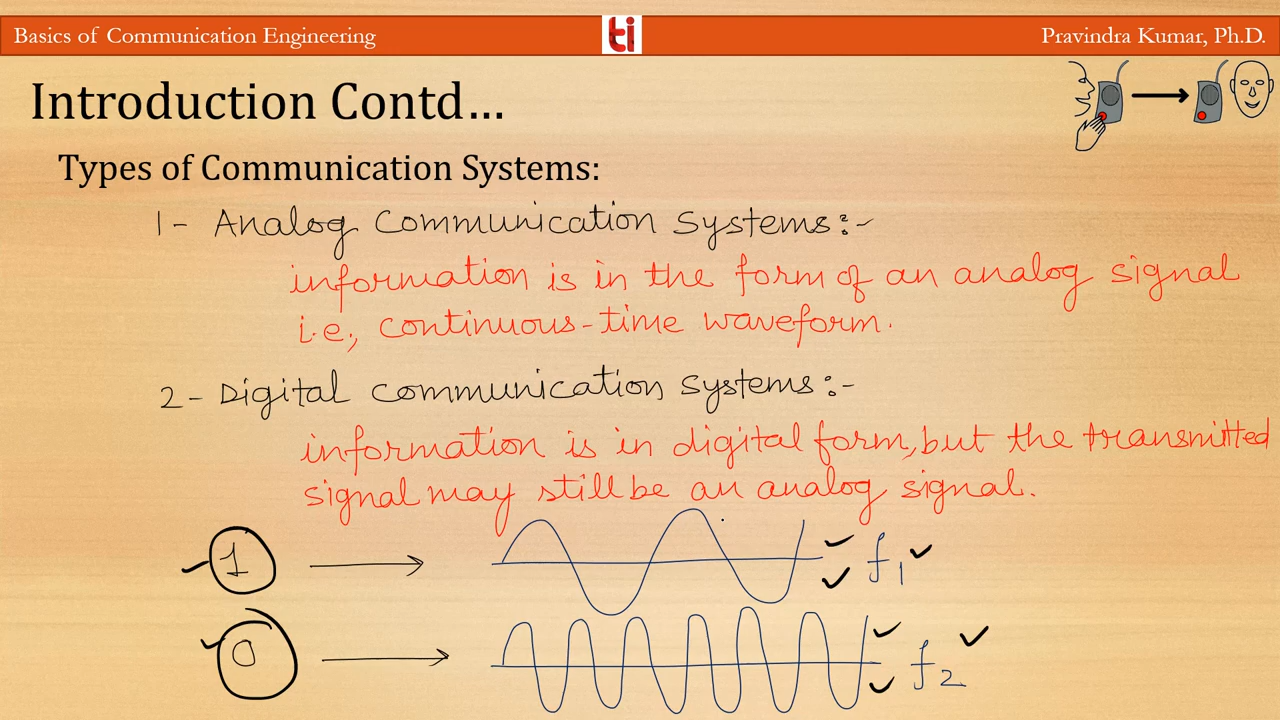 Basics of Communication Engineering
ti
Pravindra Kumar, Ph.D.
Introduction Contd...
Types of Communication Systems:
1- Analog Communication Systems:-
information is in the form of an analog signal
i.e., continuous-time waveform.
2- Digital Communication Systems:-
information is in digital form, but the transmitted
signal may still be an analog signal.
1
f1
0
f2